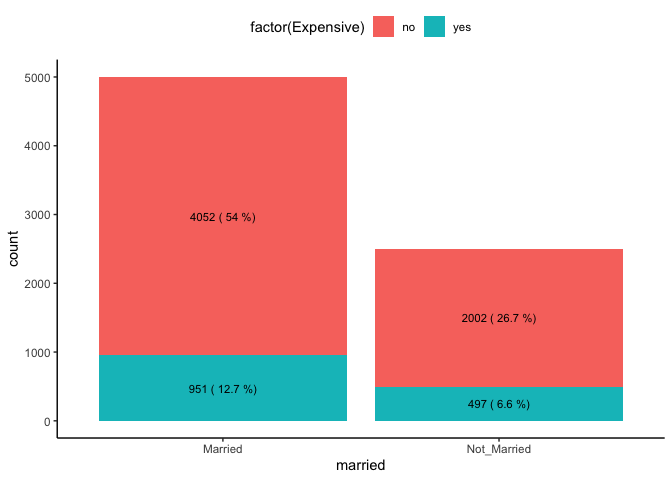 factor(Expensive) no yes
5000
4000
3000
2000
1000
0
count
4052 ( 54 %)
951 ( 12.7 %)
2002 ( 26.7 %)
497 ( 6.6 %)
Married Not_Married
married